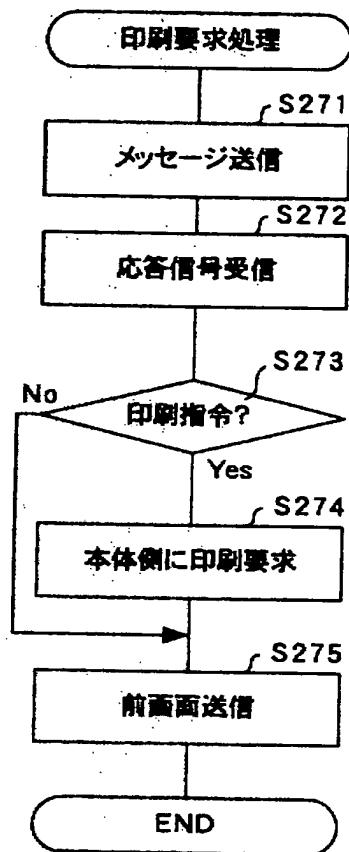 印刷要求処理
S271
メッセージ送信
S272
応答信号受信
S273
No
印刷指令?
Yes
S274
本体側に印刷要求
S275
前画面送信
END